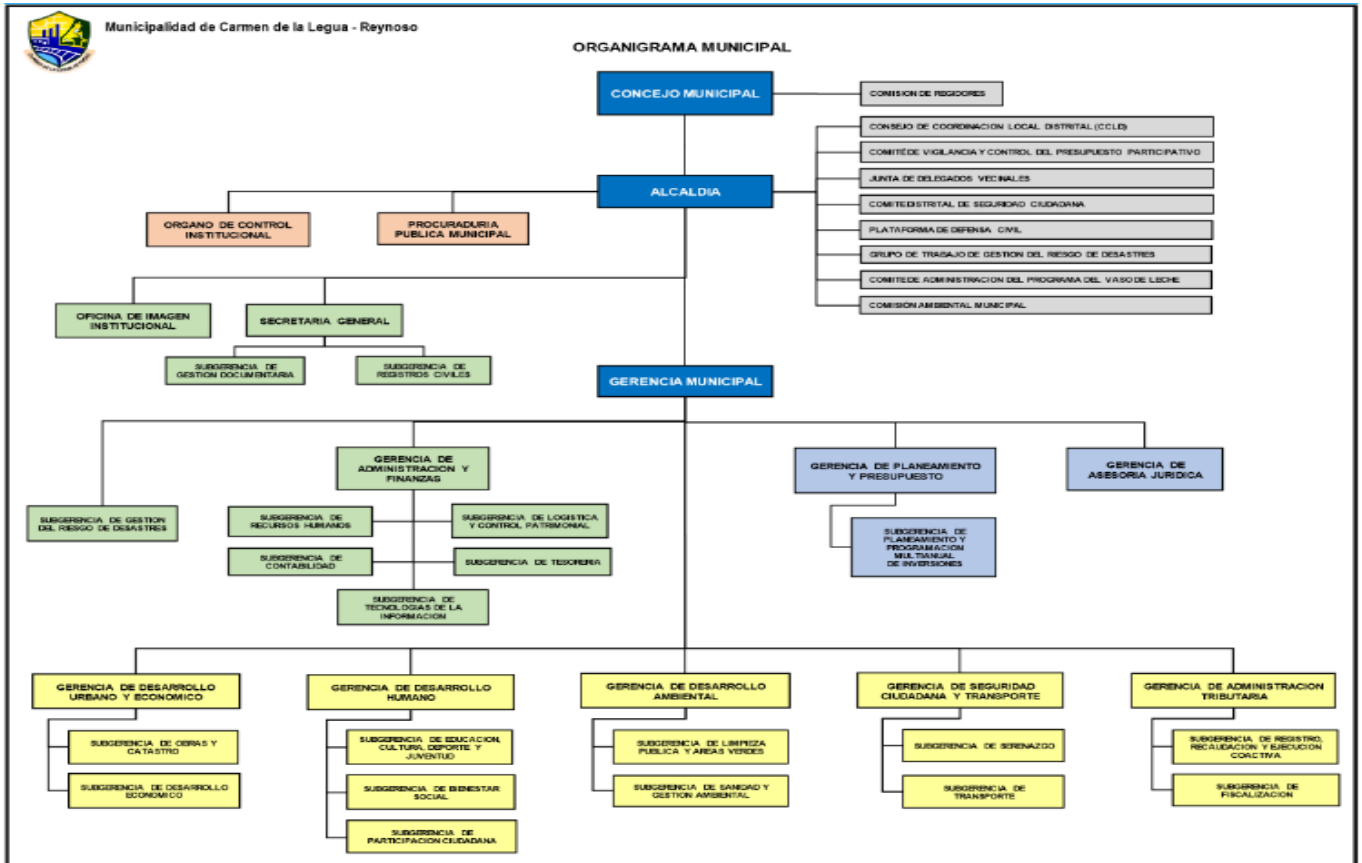 Municipalidad de Carmen de la Legua - Reynoso
ORGANIGRAMA MUNICIPAL
CONCEJO MUNICIPAL
COMISION DE REGIDORES
CONSEJO DE COORDINACION LOCAL DISTRITAL (CCLD)
COMITÉ DE VIGILANCIA Y CONTROL DEL PRESUPUESTO PARTICIPATIVO
JUNTA DE DELEGADOS VECINALES
COMITE DISTRITAL DE SEGURIDAD CIUDADANA
PLATAFORMA DE DEFENSA CIVIL
GRUPO DE TRABAJO DE GESTION DEL RIESGO DE DESASTRES
COMITE DE ADMINISTRACION DEL PROGRAMA DEL VASO DE LECHE
COMISIÓN AMBIENTAL MUNICIPAL
ALCALDIA
ORGANO DE CONTROL
INSTITUCIONAL
PROCURADURIA
PUBLICA MUNICIPAL
OFICINA DE IMAGEN
INSTITUCIONAL
SECRETARIA GENERAL
SUBGERENCIA DE
GESTION DOCUMENTARIA
SUBGERENCIA DE
REGISTROS CIVILES
GERENCIA MUNICIPAL
SUBGERENCIA DE GESTION
DEL RIESGO DE DESASTRES
GERENCIA DE
ADMINISTRACION Y
FINANZAS
SUBGERENCIA DE
RECURSOS HUMANOS
SUBGERENCIA DE LOGISTICA
Y CONTROL PATRIMONIAL
SUBGERENCIA DE
CONTABILIDAD
SUBGERENCIA DE TESORERIA
SUBGERENCIA DE
TECNOLOGIAS DE LA
INFORMACION
GERENCIA DE PLANEAMIENTO
Y PRESUPUESTO
SUBGERENCIA DE
PLANEAMIENTO Y
PROGRAMACION
MULTIANUAL
DE INVERSIONES
GERENCIA DE
ASESORIA JURIDICA
GERENCIA DE DESARROLLO
URBANO Y ECONOMICO
SUBGERENCIA DE OBRAS Y
CATASTRO
SUBGERENCIA DE DESARROLLO
ECONOMICO
GERENCIA DE DESARROLLO
HUMANO
SUBGERENCIA DE EDUCACION,
CULTURA, DEPORTE Y
JUVENTUD
SUBGERENCIA DE BIENESTAR
SOCIAL
SUBGERENCIA DE
PARTICIPACION CIUDADANA
GERENCIA DE DESARROLLO
AMBIENTAL
SUBGERENCIA DE LIMPIEZA
PUBLICA Y AREAS VERDES
SUBGERENCIA DE SANIDAD Y
GESTION AMBIENTAL
GERENCIA DE SEGURIDAD
CIUDADANA Y TRANSPORTE
SUBGERENCIA DE SERENAZGO
SUBGERENCIA DE
TRANSPORTE
GERENCIA DE ADMINISTRACION
TRIBUTARIA
SUBGERENCIA DE REGISTRO,
RECAUDACION Y EJECUCION
COACTIVA
SUBGERENCIA DE
FISCALIZACION